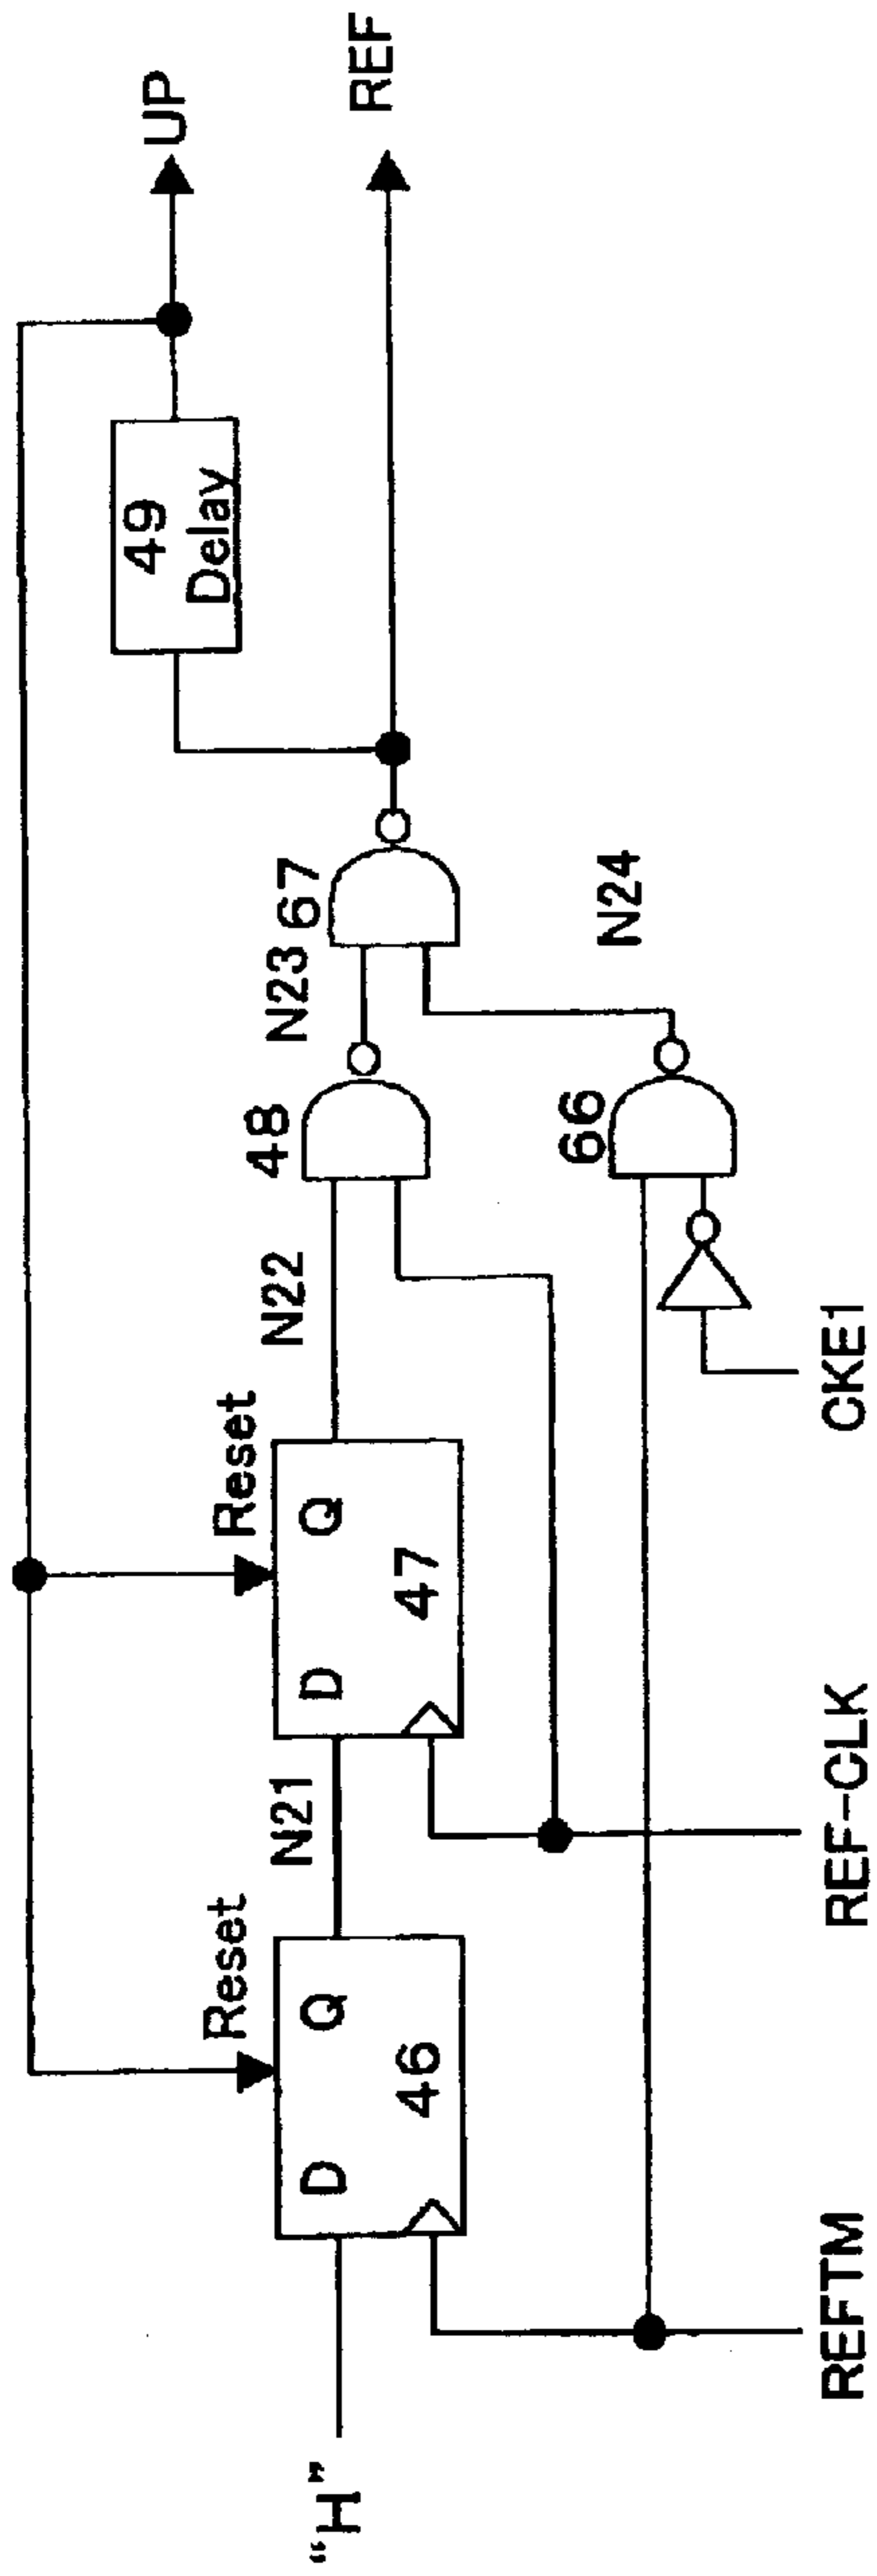 UP
REF
49
Delay
N23
67
N24
48
66
N22
CKE1
Reset
D
Q
47
N21
REF-CLK
Reset
D
Q
46
REFTM
“H”